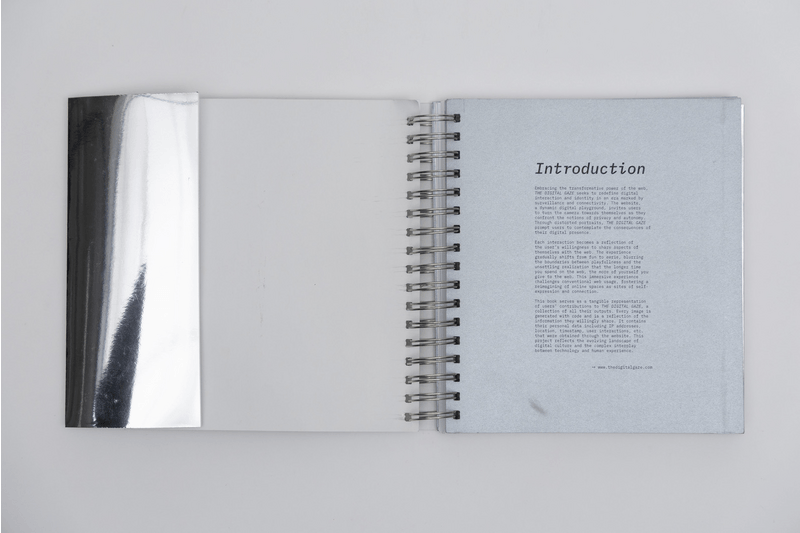 Introduction
Embracing the transformative power of the web,
THE DIGITAL GAZE seeks to redefine digital
interaction and identity in an era marked by
surveillance and connectivity. The website,
a dynamic digital playground, invites users
to turn the camera towards themselves as they
confront the notions of privacy and autonomy.
Through distorted portraits, THE DIGITAL GAZE
prompt users to contemplate the consequences of
their digital presence.
Each interaction becomes a reflection of
the user's willingness to share aspects of
themselves with the web. The experience
gradually shifts from fun to eerie, blurring
the boundaries between playfulness and the
unsettling realization that the longer time
you spend in the web, the more of yourself you
give to the web. This immersive experience
challenges conventional web usage, fostering a
reimagining of online spaces as sites of self-
expression and connection.
This book serves as a tangible representation
of users' contributions to THE DIGITAL GAZE, a
collection of all their outputs. Every image is
generated with code and is a reflection of the
information they willingly share. It contains
their personal data including IP addresses,
location, timestamp, user interactions, etc.
that were obtained through the website. This
project reflects the evolving landscape of
digital culture and the complex interplay
between technology and human experience.
→ www.thedigitalgaze.com